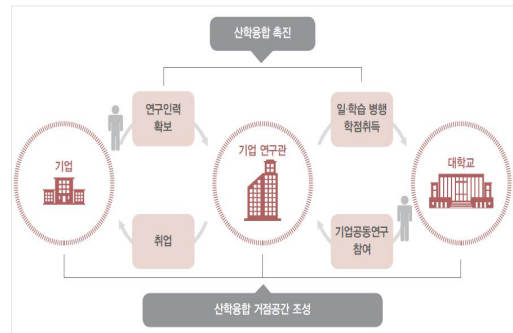 산학융합 촉진
연구인력
확보
일·학습 병행
학점취득
기업
기업 연구관
대학교
취업
기업공동연구
참여
산학융합 거점공간 조성